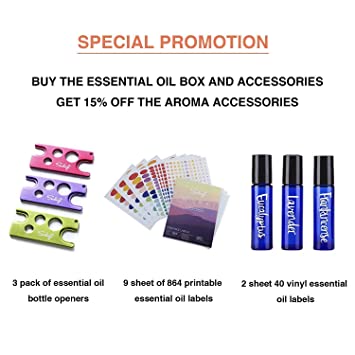 SPECIAL PROMOTION
BUY THE ESSENTIAL OIL BOX AND ACCESSORIES
GET 15% OFF THE AROMA ACCESSORIES
Eucalyptus
Lavender
Frankincense
3 pack of essential oil
bottle openers
9 sheet of 864 printable
essential oil labels
2 sheet 40 vinyl essential
oil labels